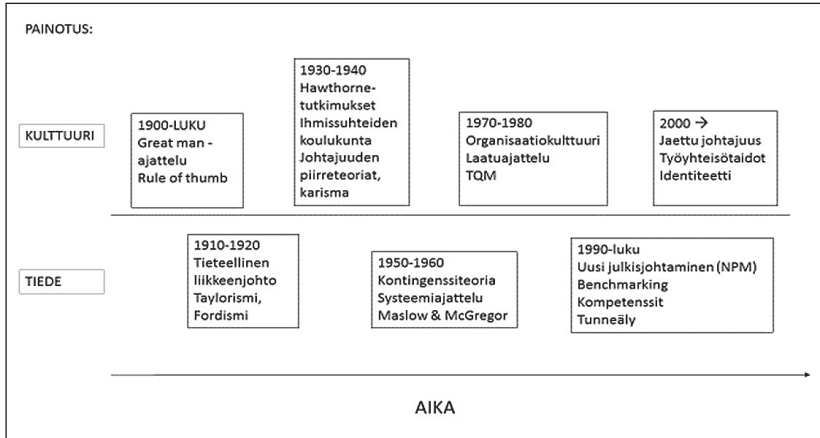 PAINOTUS:
KULTTUURI
1900-LUKU
Great man -
ajattelu
Rule of thumb
1930-1940
Hawthorne-
tutkimukset
Ihmissuhteiden
koulukunta
Johtajuuden
piirreteoriat,
karisma
1970-1980
Organisaatiokulttuuri
Laatuajattelu
TQM
2000 →
Jaettu johtajuus
Työyhteisötaidot
Identiteetti
TIEDE
1910-1920
Tieteellinen
liikkeenjohto
Taylorismi,
Fordismi
1950-1960
Kontingenssiteoria
Systeemiajattelu
Maslow & McGregor
1990-luku
Uusi julkisjohtaminen (NPM)
Benchmarking
Kompetenssit
Tunneäly
AIKA